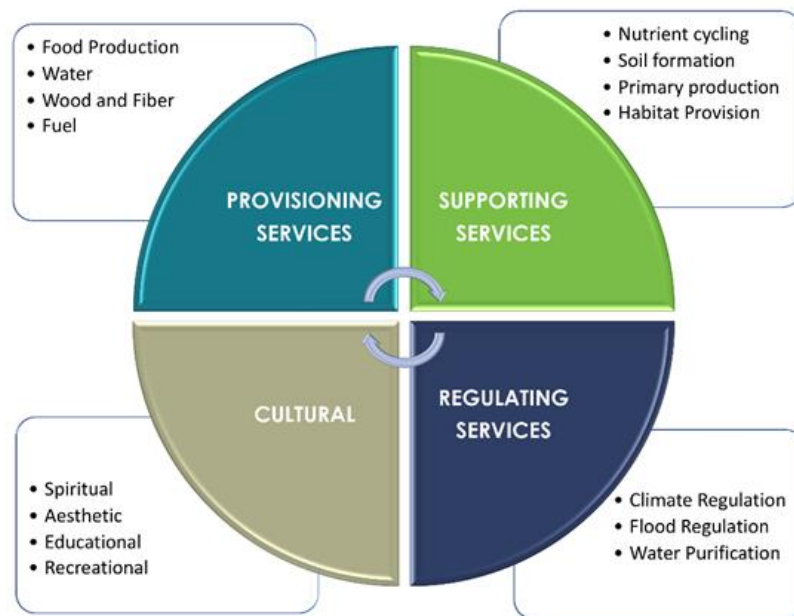 • Food Production
• Water
• Wood and Fiber
• Fuel
• Nutrient cycling
• Soil formation
• Primary production
• Habitat Provision
PROVISIONING
SERVICES
SUPPORTING
SERVICES
CULTURAL
REGULATING
SERVICES
• Spiritual
• Aesthetic
• Educational
• Recreational
• Climate Regulation
• Flood Regulation
• Water Purification